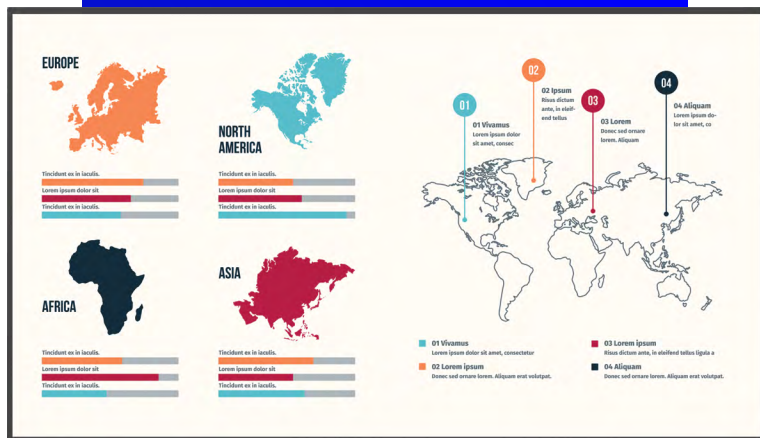 EUROPE
Tincidunt ex in iaculis.
Lorem ipsum dolor sit
Tincidunt ex in iaculis.
NORTH
AMERICA
Tincidunt ex in iaculis.
Lorem ipsum dolor sit
Tincidunt ex in iaculis.
AFRICA
Tincidunt ex in iaculis.
Lorem ipsum dolor sit
Tincidunt ex in iaculis.
ASIA
Tincidunt ex in iaculis.
Lorem ipsum dolor sit
Tincidunt ex in iaculis.
01
01 Vivamus
Lorem ipsum dolor
sit amet, consec
02
02 Ipsum
Risus dictum
ante, in eleif-
end tellus
03
03 Lorem
Donec sed ornare
lorem. Aliquam
04
04 Aliquam
Lorem ipsum do-
lor sit amet, co
01 Vivamus
Lorem ipsum dolor sit amet, consectetur
02 Lorem ipsum
Donec sed ornare lorem. Aliquam erat volutpat.
03 Lorem ipsum
Risus dictum ante, in eleifend tellus ligula a
04 Aliquam
Donec sed ornare lorem. Aliquam erat volutpat.